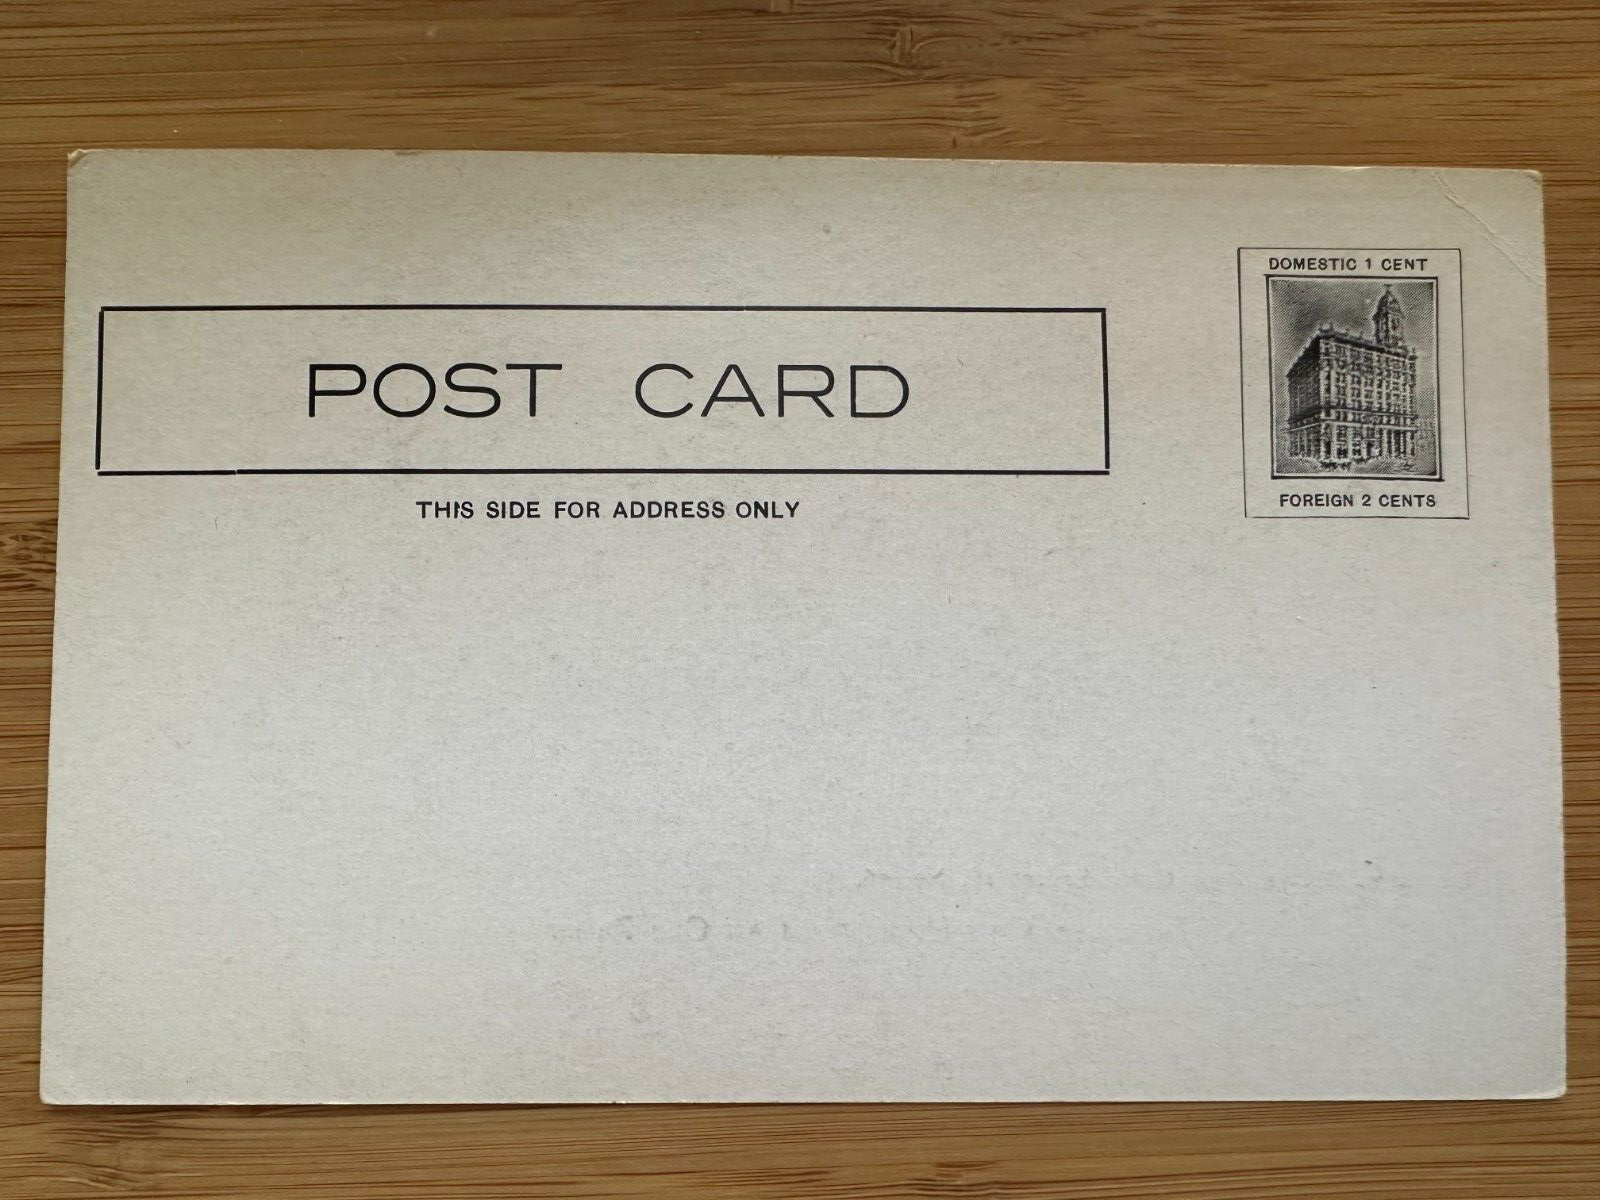 DOMESTIC 1 CENT
POST CARD
FOREIGN 2 CENTS
THIS SIDE FOR ADDRESS ONLY